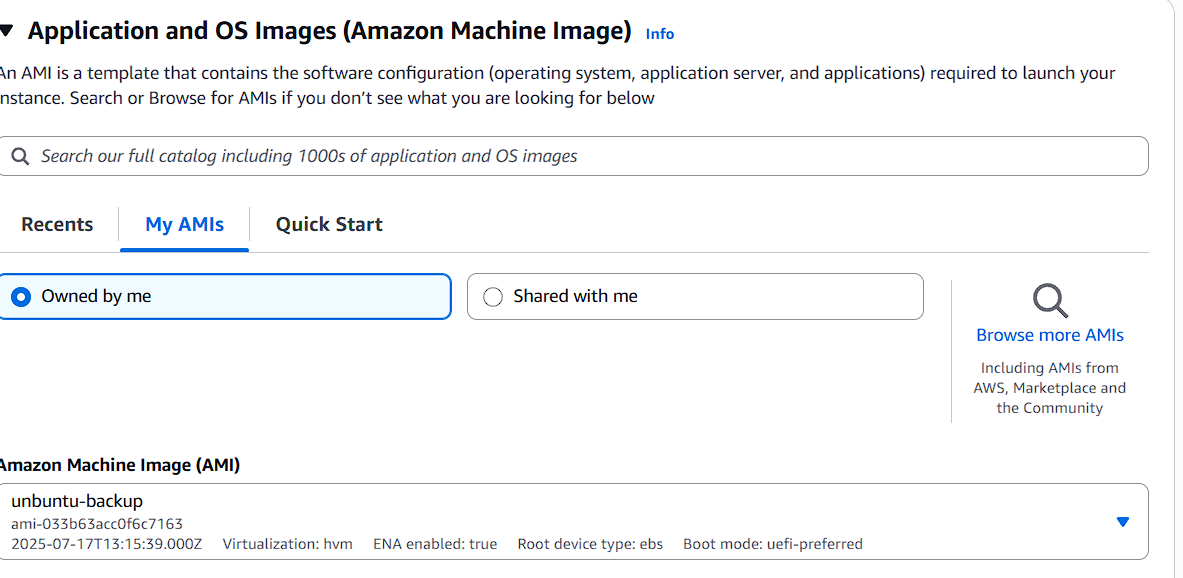 Application and OS Images (Amazon Machine Image) Info
An AMI is a template that contains the software configuration (operating system, application server, and applications) required to launch your
instance. Search or Browse for AMIs if you don’t see what you are looking for below
Search our full catalog including 1000s of application and OS images
Recents My AMIs Quick Start
Owned by me Shared with me
Browse more AMIs
Including AMIs from
AWS, Marketplace and
the Community
Amazon Machine Image (AMI)
unbuntu-backup
ami-033b63acc0f6c7163
2025-07-17T13:15:39.000Z Virtualization: hvm ENA enabled: true Root device type: ebs Boot mode: uefi-preferred